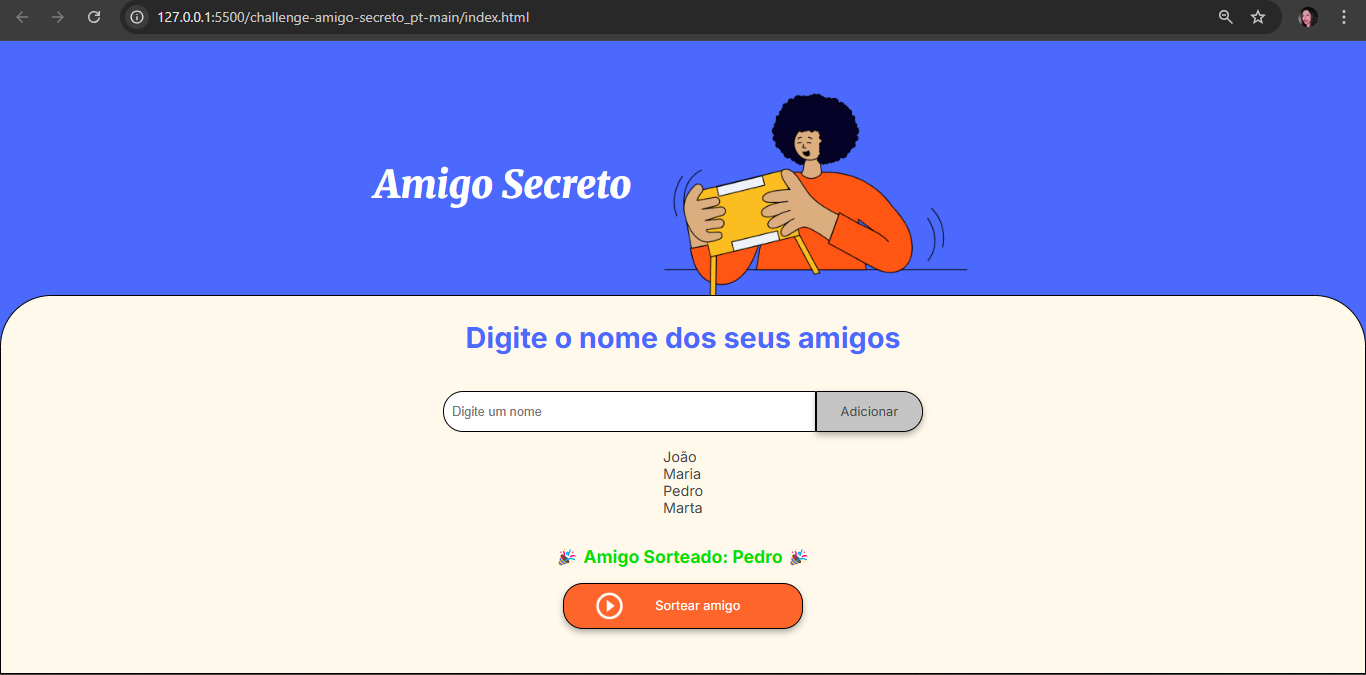 127.0.0.1:5500/challenge-amigo-secreto_pt-main/index.html
Amigo Secreto
Digite o nome dos seus amigos
Digite um nome
Adicionar
João
Maria
Pedro
Marta
🎉 Amigo Sorteado: Pedro 🎉
Sortear amigo